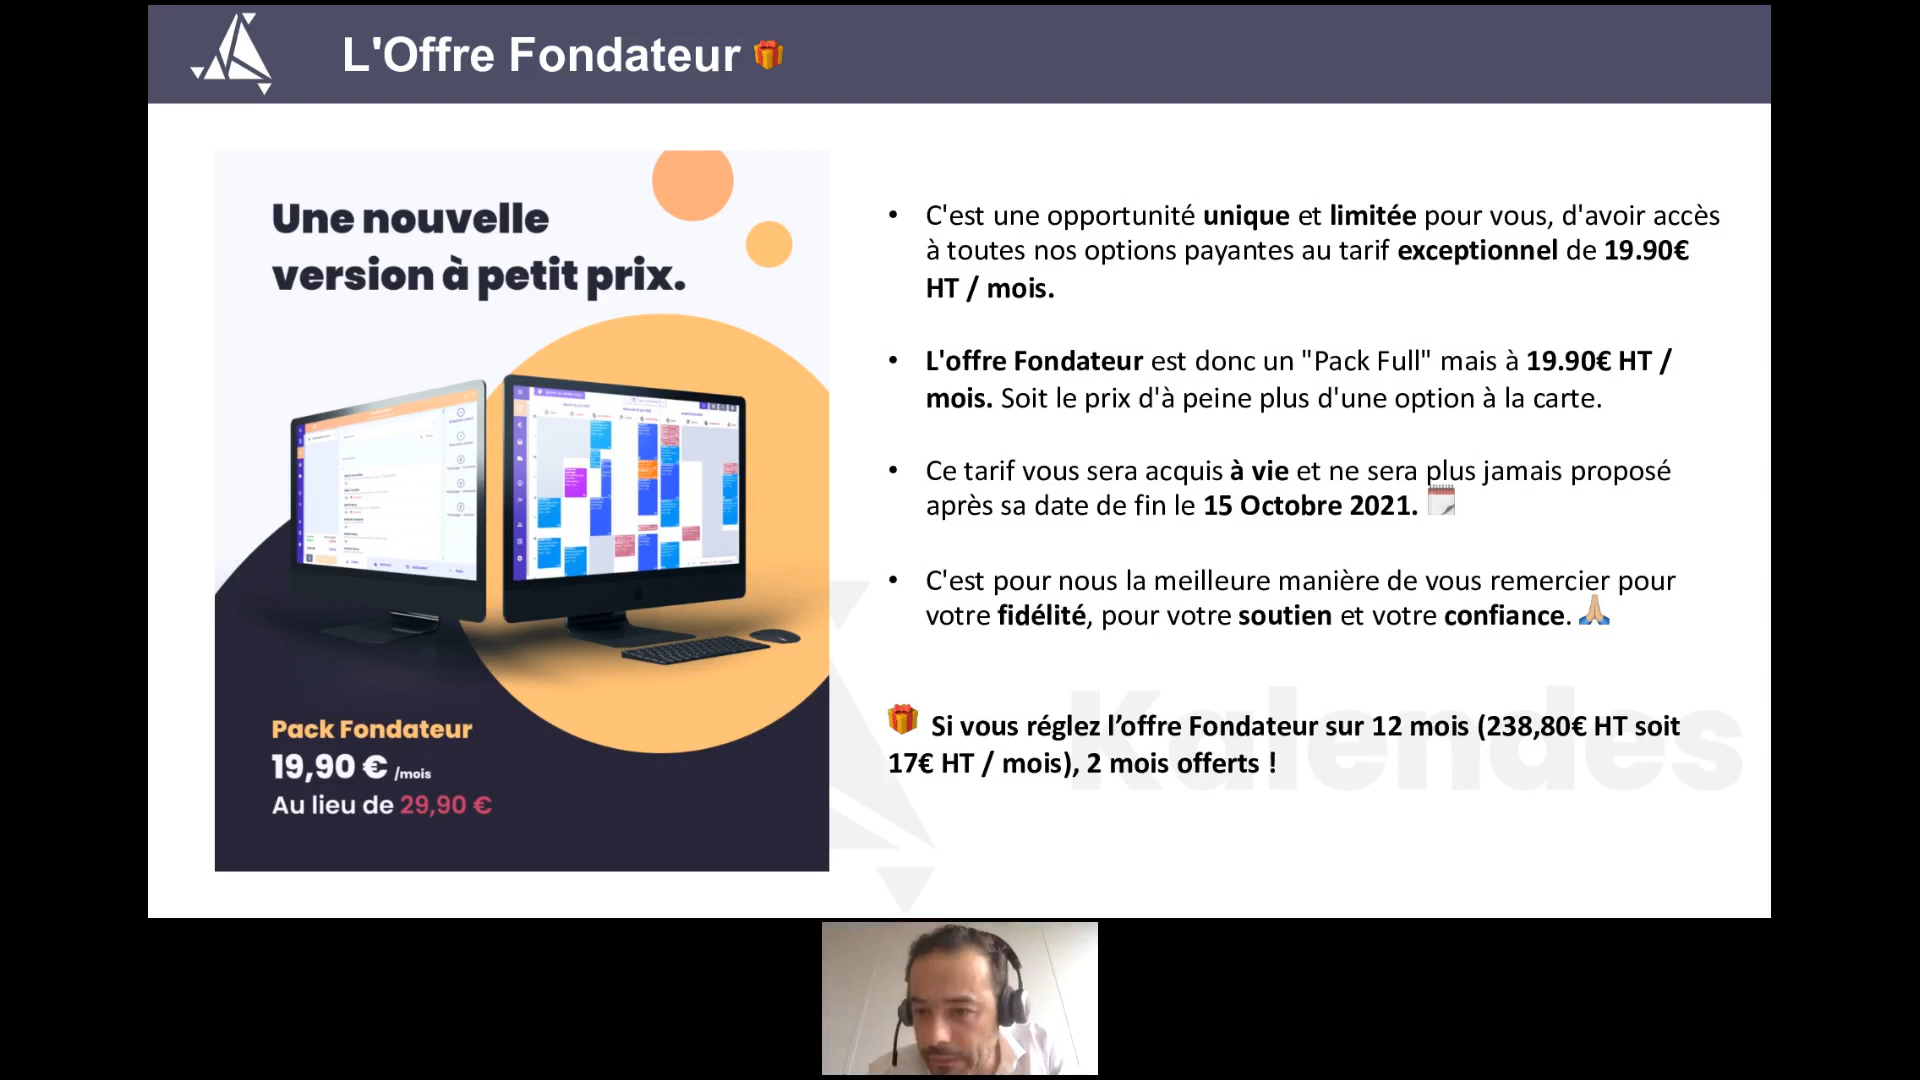 L'Offre Fondateur
Une nouvelle
version à petit prix.
Pack Fondateur
19,90 € /mois
Au lieu de 29,90 €
• C'est une opportunité unique et limitée pour vous, d'avoir accès
à toutes nos options payantes au tarif exceptionnel de 19.90€
HT / mois.
• L'offre Fondateur est donc un "Pack Full" mais à 19.90€ HT /
mois. Soit le prix d'à peine plus d'une option à la carte.
• Ce tarif vous sera acquis à vie et ne sera plus jamais proposé
après sa date de fin le 15 Octobre 2021.
• C'est pour nous la meilleure manière de vous remercier pour
votre fidélité, pour votre soutien et votre confiance.
Si vous réglez l’offre Fondateur sur 12 mois (238,80€ HT soit
17€ HT / mois), 2 mois offerts !
Kalendes